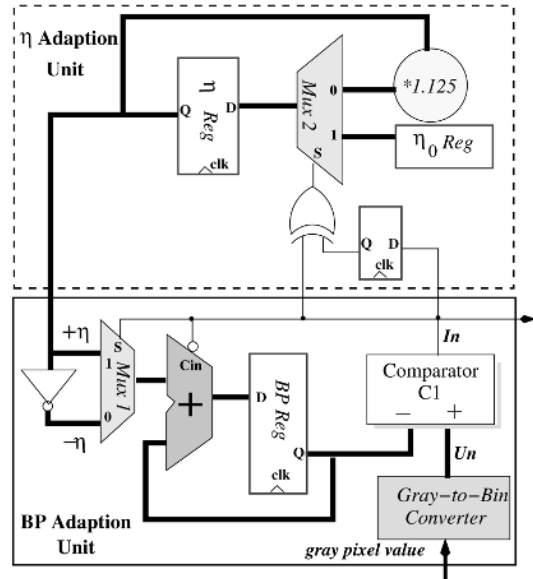 η Adaption
Unit
η
Reg
Q
D
clk
Mux 2
0
1
S
*1.125
η0 Reg
Q
D
clk
+η
−η
S
1
0
Mux 1
Cin
+
BP Reg
D
Q
clk
In
Comparator
C1
− +
Un
Gray−to−Bin
Converter
BP Adaption
Unit
gray pixel value